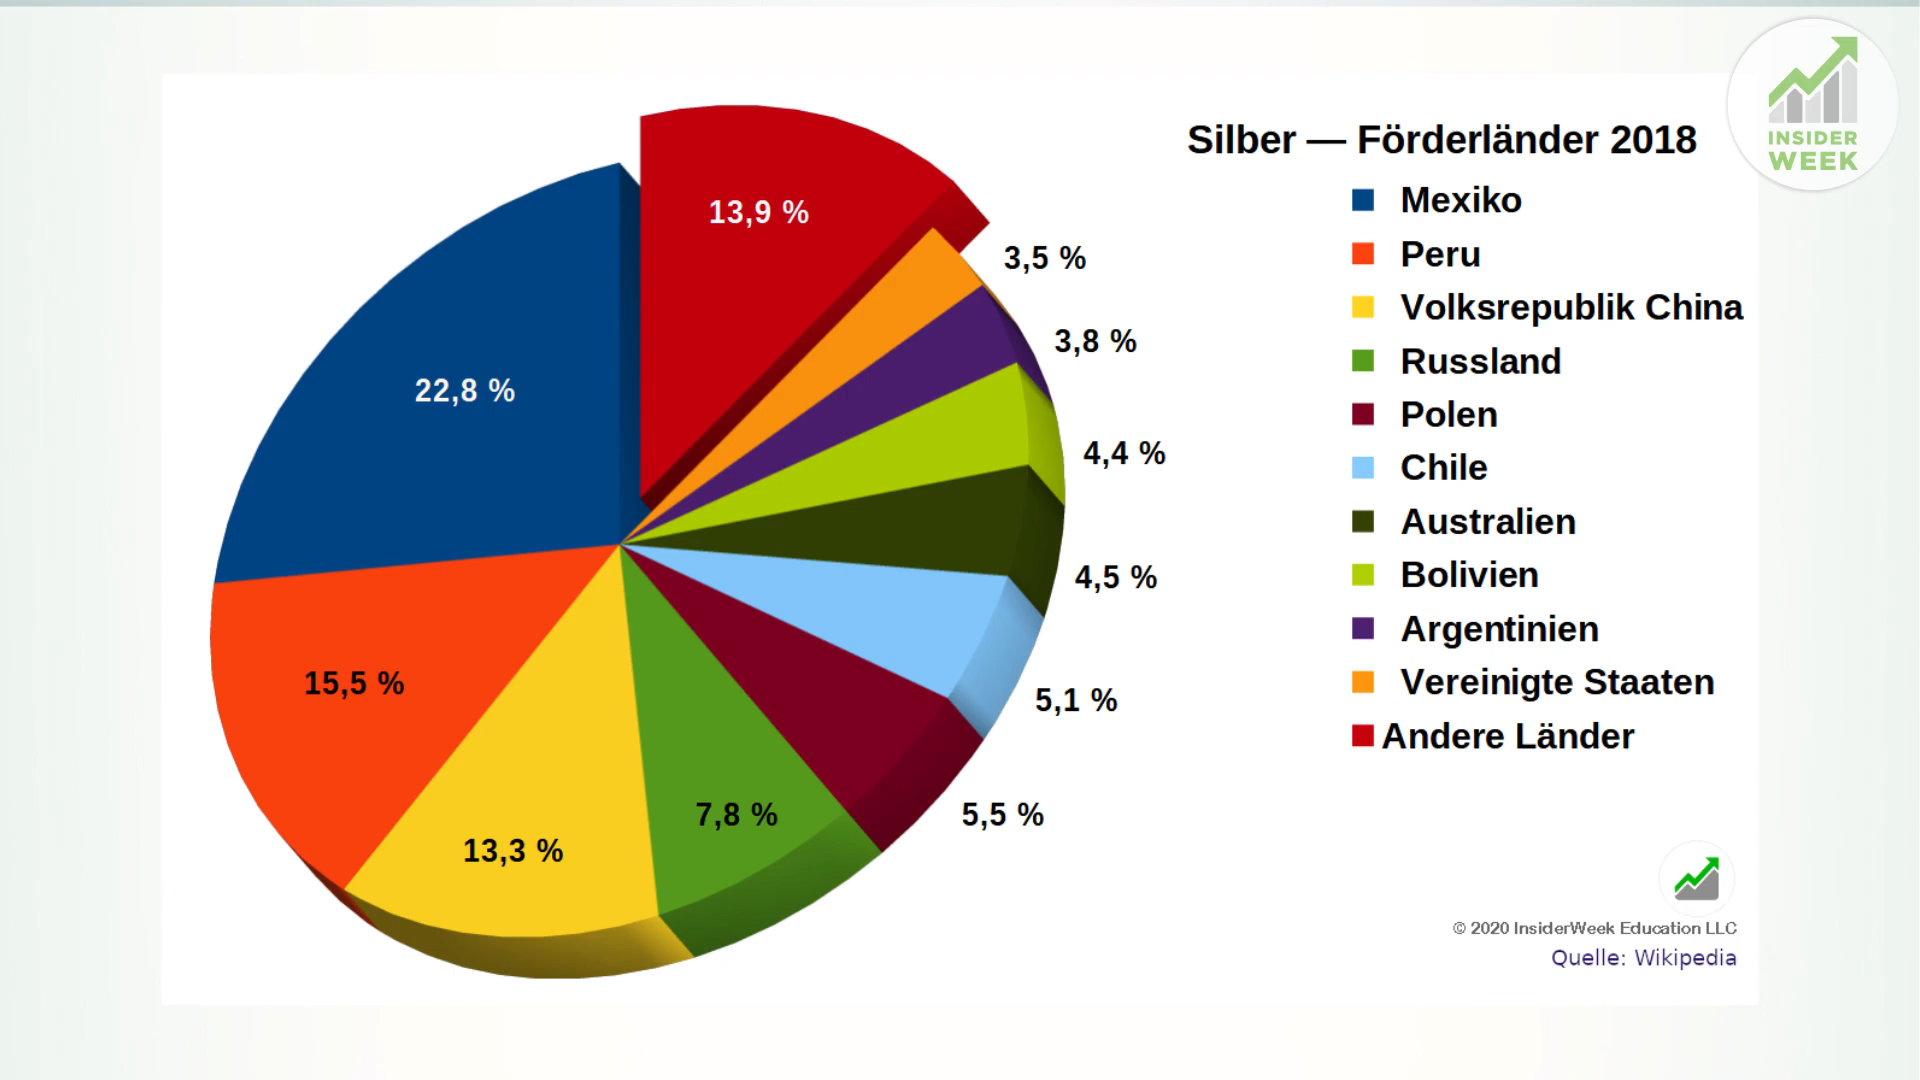 INSIDER
WEEK
Silber — Förderländer 2018
Mexiko
Peru
Volksrepublik China
Russland
Polen
Chile
Australien
Bolivien
Argentinien
Vereinigte Staaten
Andere Länder
13,9 %
3,5 %
3,8 %
22,8 %
4,4 %
4,5 %
15,5 %
5,1 %
7,8 %
5,5 %
13,3 %
© 2020 InsiderWeek Education LLC
Quelle: Wikipedia